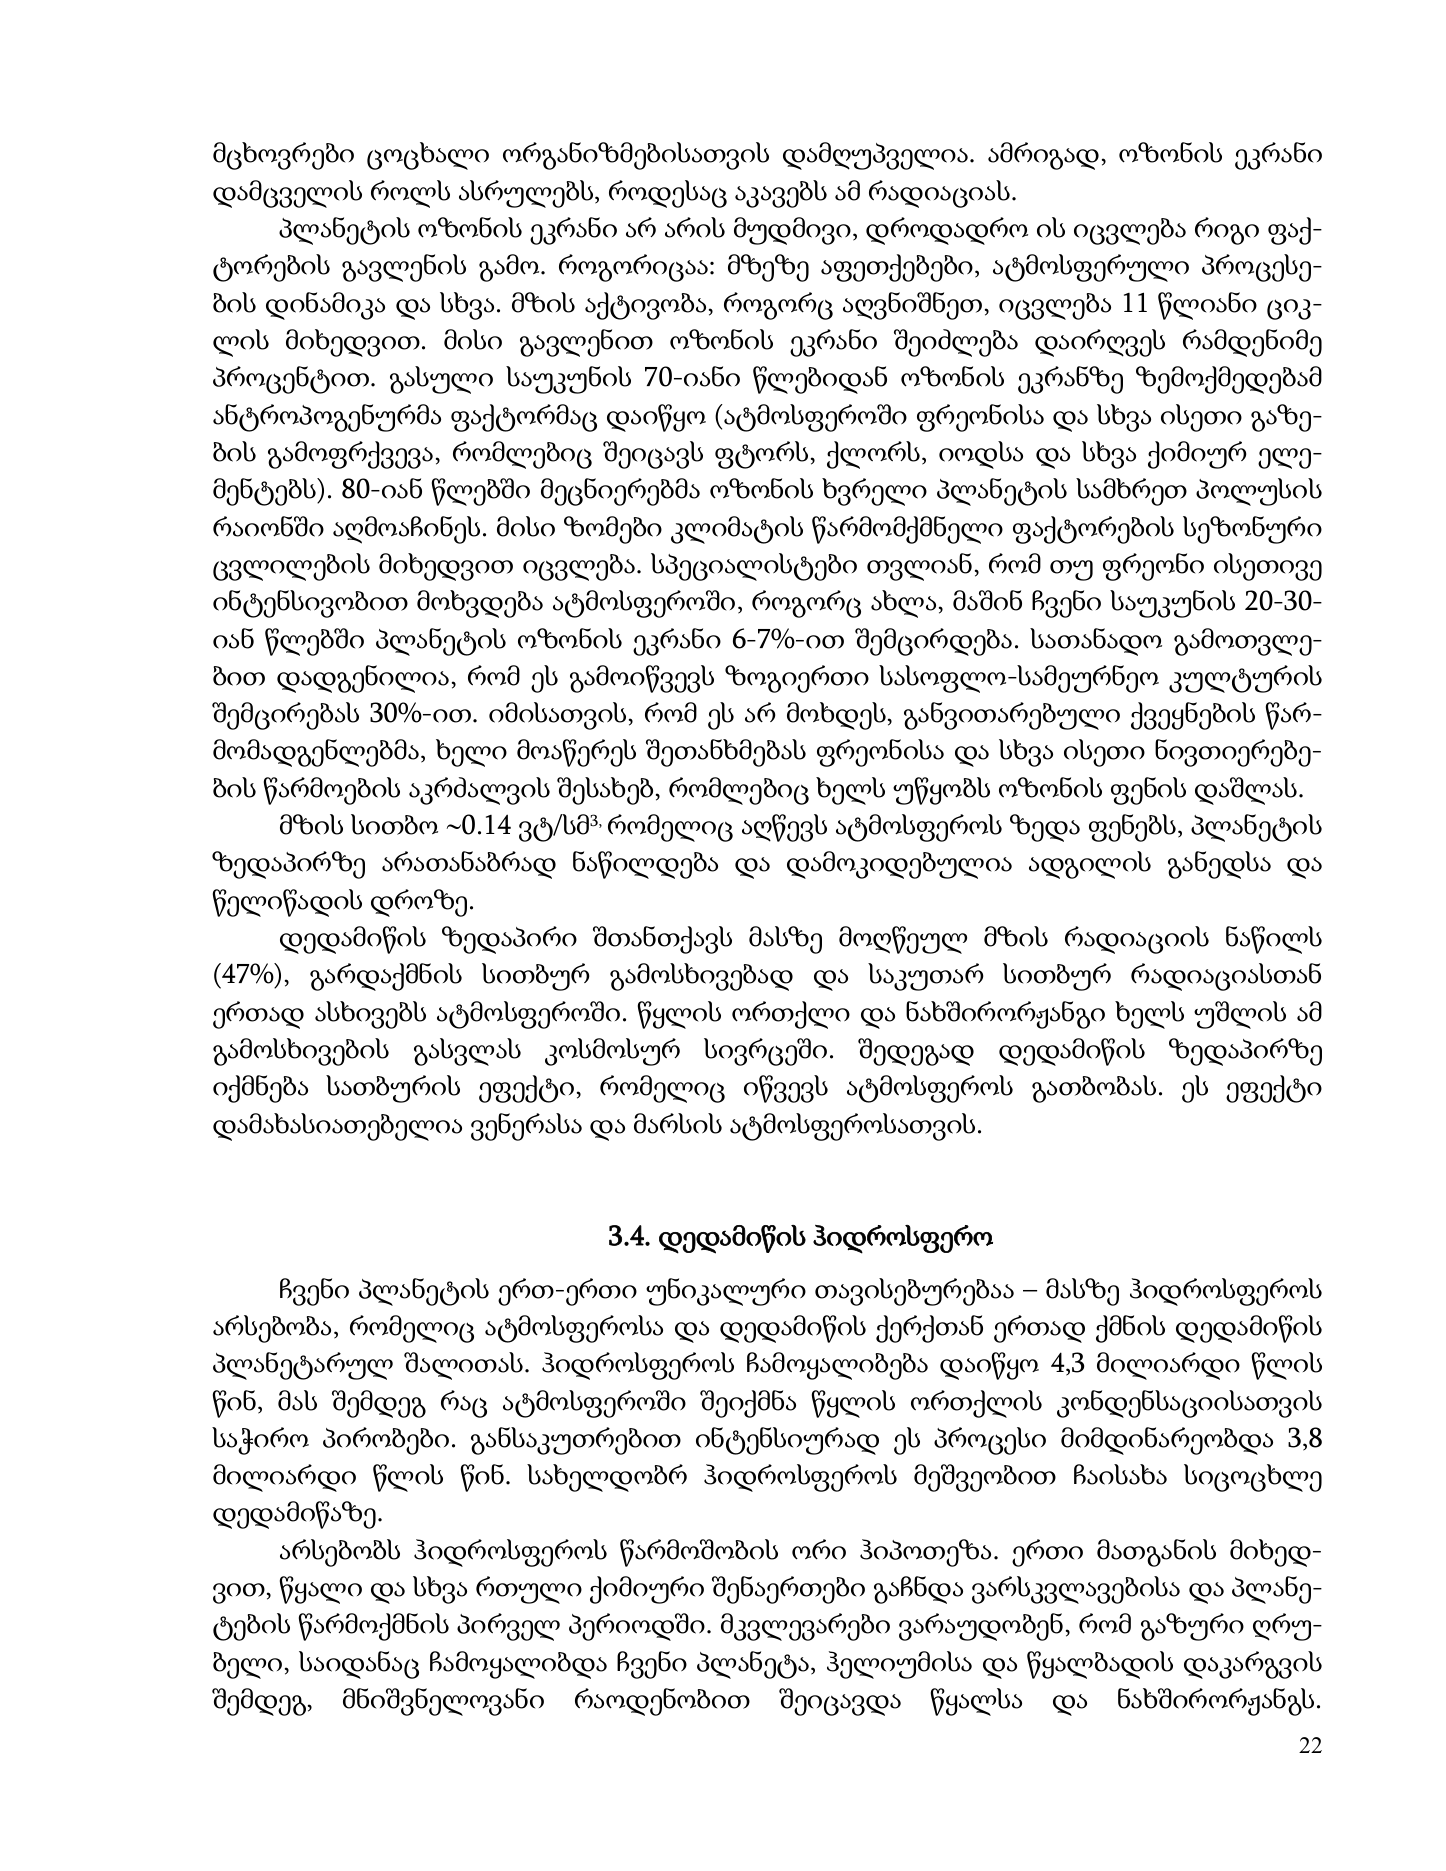 მცხოვრები ცოცხალი ორგანიზმებისათვის დამღუპველია. ამრიგად, ოზონის ეკრანი
დამცველის როლს ასრულებს, როდესაც აკავებს ამ რადიაციას.
პლანეტის ოზონის ეკრანი არ არის მუდმივი, დროდადრო ის იცვლება რიგი ფაქ-
ტორების გავლენის გამო. როგორიცაა: მზეზე აფეთქებები, ატმოსფერული პროცესე-
ბის დინამიკა და სხვა. მზის აქტივობა, როგორც აღვნიშნეთ, იცვლება 11 წლიანი ციკ-
ლის მიხედვით. მისი გავლენით ოზონის ეკრანი შეიძლება დაირღვეს რამდენიმე
პროცენტით. გასული საუკუნის 70-იანი წლებიდან ოზონის ეკრანზე ზემოქმედებამ
ანტროპოგენურმა ფაქტორმაც დაიწყო (ატმოსფეროში ფრეონისა და სხვა ისეთი გაზე-
ბის გამოფრქვევა, რომლებიც შეიცავს ფტორს, ქლორს, იოდსა და სხვა ქიმიურ ელე-
მენტებს). 80-იან წლებში მეცნიერებმა ოზონის ხვრელი პლანეტის სამხრეთ პოლუსის
რაიონში აღმოაჩინეს. მისი ზომები კლიმატის წარმომქმნელი ფაქტორების სეზონური
ცვლილების მიხედვით იცვლება. სპეციალისტები თვლიან, რომ თუ ფრეონი ისეთივე
ინტენსივობით მოხვდება ატმოსფეროში, როგორც ახლა, მაშინ ჩვენი საუკუნის 20-30-
იან წლებში პლანეტის ოზონის ეკრანი 6-7%-ით შემცირდება. სათანადო გამოთვლე-
ბით დადგენილია, რომ ეს გამოიწვევს ზოგიერთი სასოფლო-სამეურნეო კულტურის
შემცირებას 30%-ით. იმისათვის, რომ ეს არ მოხდეს, განვითარებული ქვეყნების წარ-
მომადგენლებმა, ხელი მოაწერეს შეთანხმებას ფრეონისა და სხვა ისეთი ნივთიერებე-
ბის წარმოების აკრძალვის შესახებ, რომლებიც ხელს უწყობს ოზონის ფენის დაშლას.
მზის სითბო ~0.14 ვტ/სმ³, რომელიც აღწევს ატმოსფეროს ზედა ფენებს, პლანეტის
ზედაპირზე არათანაბრად ნაწილდება და დამოკიდებულია ადგილის განედსა და
წელიწადის დროზე.
დედამიწის ზედაპირი შთანთქავს მასზე მოღწეულ მზის რადიაციის ნაწილს
(47%), გარდაქმნის სითბურ გამოსხივებად და საკუთარ სითბურ რადიაციასთან
ერთად ასხივებს ატმოსფეროში. წყლის ორთქლი და ნახშირორჟანგი ხელს უშლის ამ
გამოსხივების გასვლას კოსმოსურ სივრცეში. შედეგად დედამიწის ზედაპირზე
იქმნება სათბურის ეფექტი, რომელიც იწვევს ატმოსფეროს გათბობას. ეს ეფექტი
დამახასიათებელია ვენერასა და მარსის ატმოსფეროსათვის.
3.4. დედამიწის ჰიდროსფერო
ჩვენი პლანეტის ერთ-ერთი უნიკალური თავისებურებაა – მასზე ჰიდროსფეროს
არსებობა, რომელიც ატმოსფეროსა და დედამიწის ქერქთან ერთად ქმნის დედამიწის
პლანეტარულ შალითას. ჰიდროსფეროს ჩამოყალიბება დაიწყო 4,3 მილიარდი წლის
წინ, მას შემდეგ რაც ატმოსფეროში შეიქმნა წყლის ორთქლის კონდენსაციისათვის
საჭირო პირობები. განსაკუთრებით ინტენსიურად ეს პროცესი მიმდინარეობდა 3,8
მილიარდი წლის წინ. სახელდობრ ჰიდროსფეროს მეშვეობით ჩაისახა სიცოცხლე
დედამიწაზე.
არსებობს ჰიდროსფეროს წარმოშობის ორი ჰიპოთეზა. ერთი მათგანის მიხედ-
ვით, წყალი და სხვა რთული ქიმიური შენაერთები გაჩნდა ვარსკვლავებისა და პლანე-
ტების წარმოქმნის პირველ პერიოდში. მკვლევარები ვარაუდობენ, რომ გაზური ღრუ-
ბელი, საიდანაც ჩამოყალიბდა ჩვენი პლანეტა, ჰელიუმისა და წყალბადის დაკარგვის
შემდეგ, მნიშვნელოვანი რაოდენობით შეიცავდა წყალსა და ნახშირორჟანგს.
22